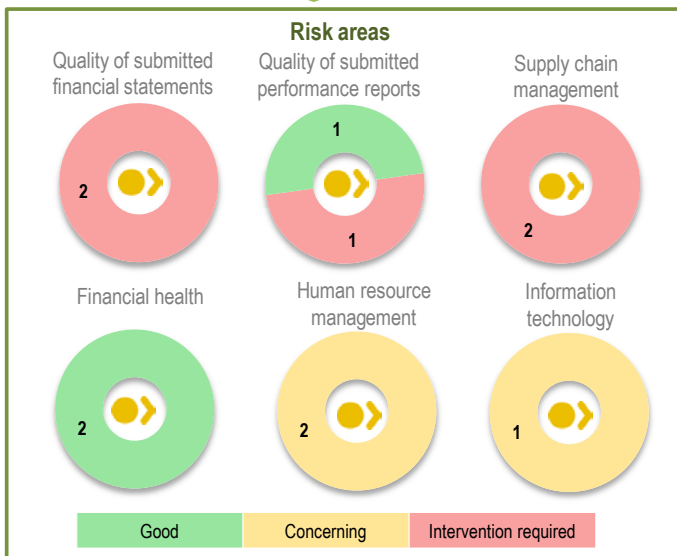 Risk areas
Quality of submitted
financial statements
Quality of submitted
performance reports
Supply chain
management
2
1
1
2
Financial health
Human resource
management
Information
technology
2
2
1
Good
Concerning
Intervention required